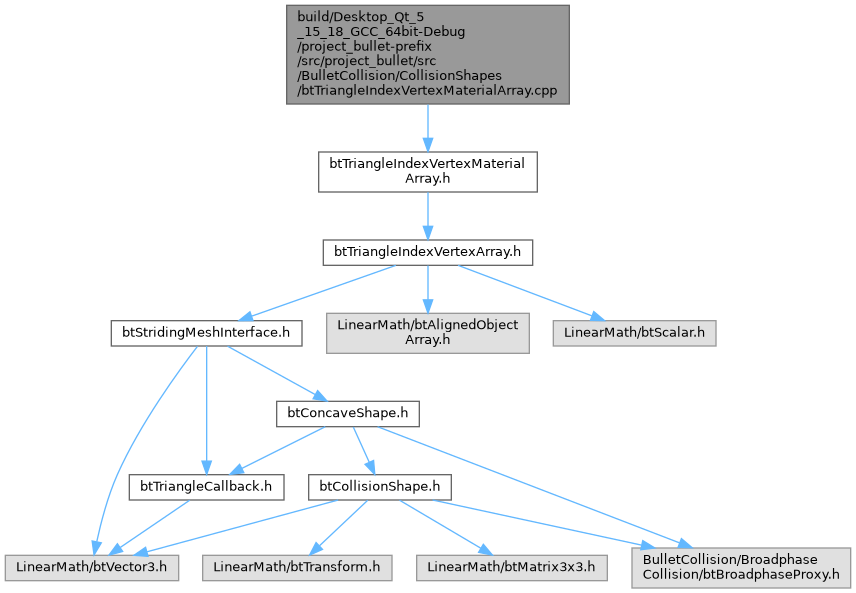 build/Desktop_Qt_5
_15_18_GCC_64bit-Debug
/project_bullet-prefix
/src/project_bullet/src
/BulletCollision/CollisionShapes
/btTriangleIndexVertexMaterialArray.cpp
btTriangleIndexVertexMaterial
Array.h
btTriangleIndexVertexArray.h
btStridingMeshInterface.h
LinearMath/btAlignedObject
Array.h
LinearMath/btScalar.h
btConcaveShape.h
btTriangleCallback.h
btCollisionShape.h
LinearMath/btVector3.h
LinearMath/btTransform.h
LinearMath/btMatrix3x3.h
BulletCollision/Broadphase
Collision/btBroadphaseProxy.h